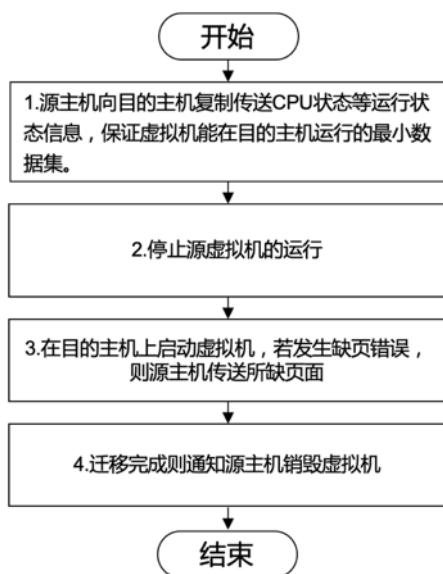 开始
1.源主机向目的主机复制传送CPU状态等运行状
态信息，保证虚拟机能在目的主机运行的最小数
据集。
2.停止源虚拟机的运行
3.在目的主机上启动虚拟机，若发生缺页错误，
则源主机传送所缺页面
4.迁移完成则通知源主机销毁虚拟机
结束